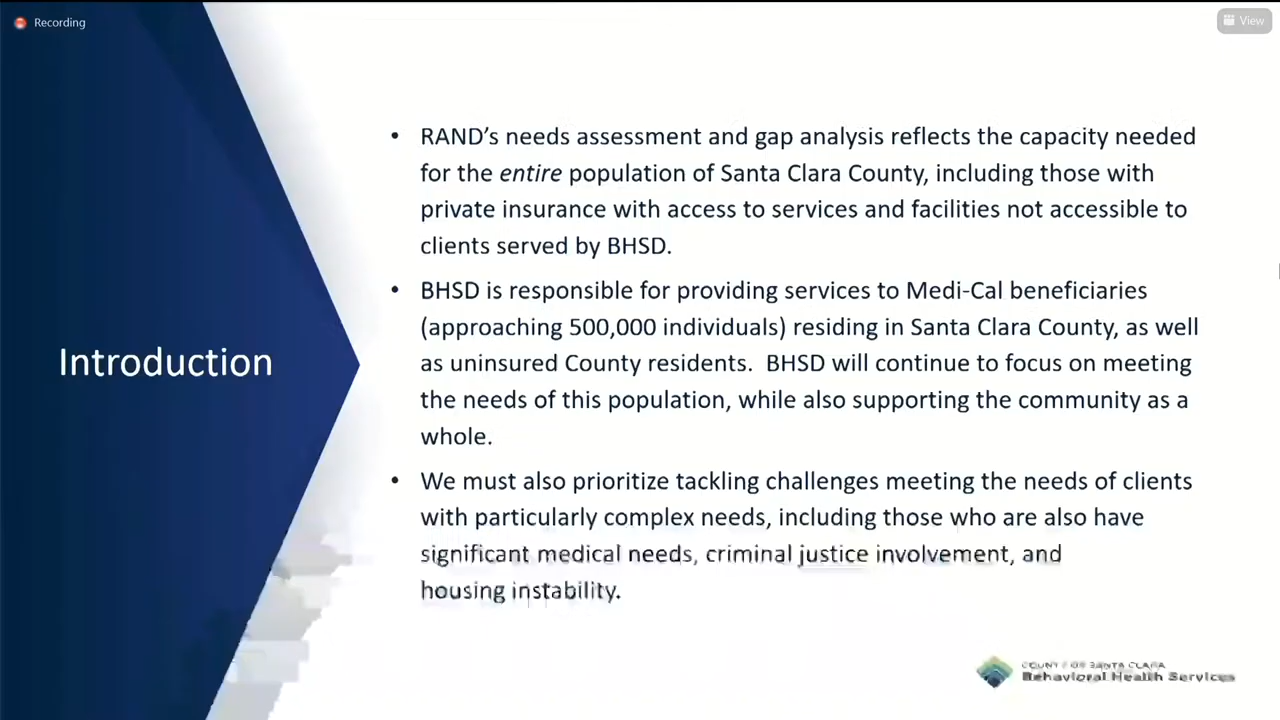 Recording
View
RAND’s needs assessment and gap analysis reflects the capacity needed
for the entire population of Santa Clara County, including those with
private insurance with access to services and facilities not accessible to
clients served by BHSD.
BHSD is responsible for providing services to Medi-Cal beneficiaries
(approaching 500,000 individuals) residing in Santa Clara County, as well
as uninsured County residents.  BHSD will continue to focus on meeting
the needs of this population, while also supporting the community as a
whole.
Introduction
We must also prioritize tackling challenges meeting the needs of clients
with particularly complex needs, including those who are also have
significant medical needs, criminal justice involvement, and
housing instability.
COUNTY OF SANTA CLARA
Behavioral Health Services